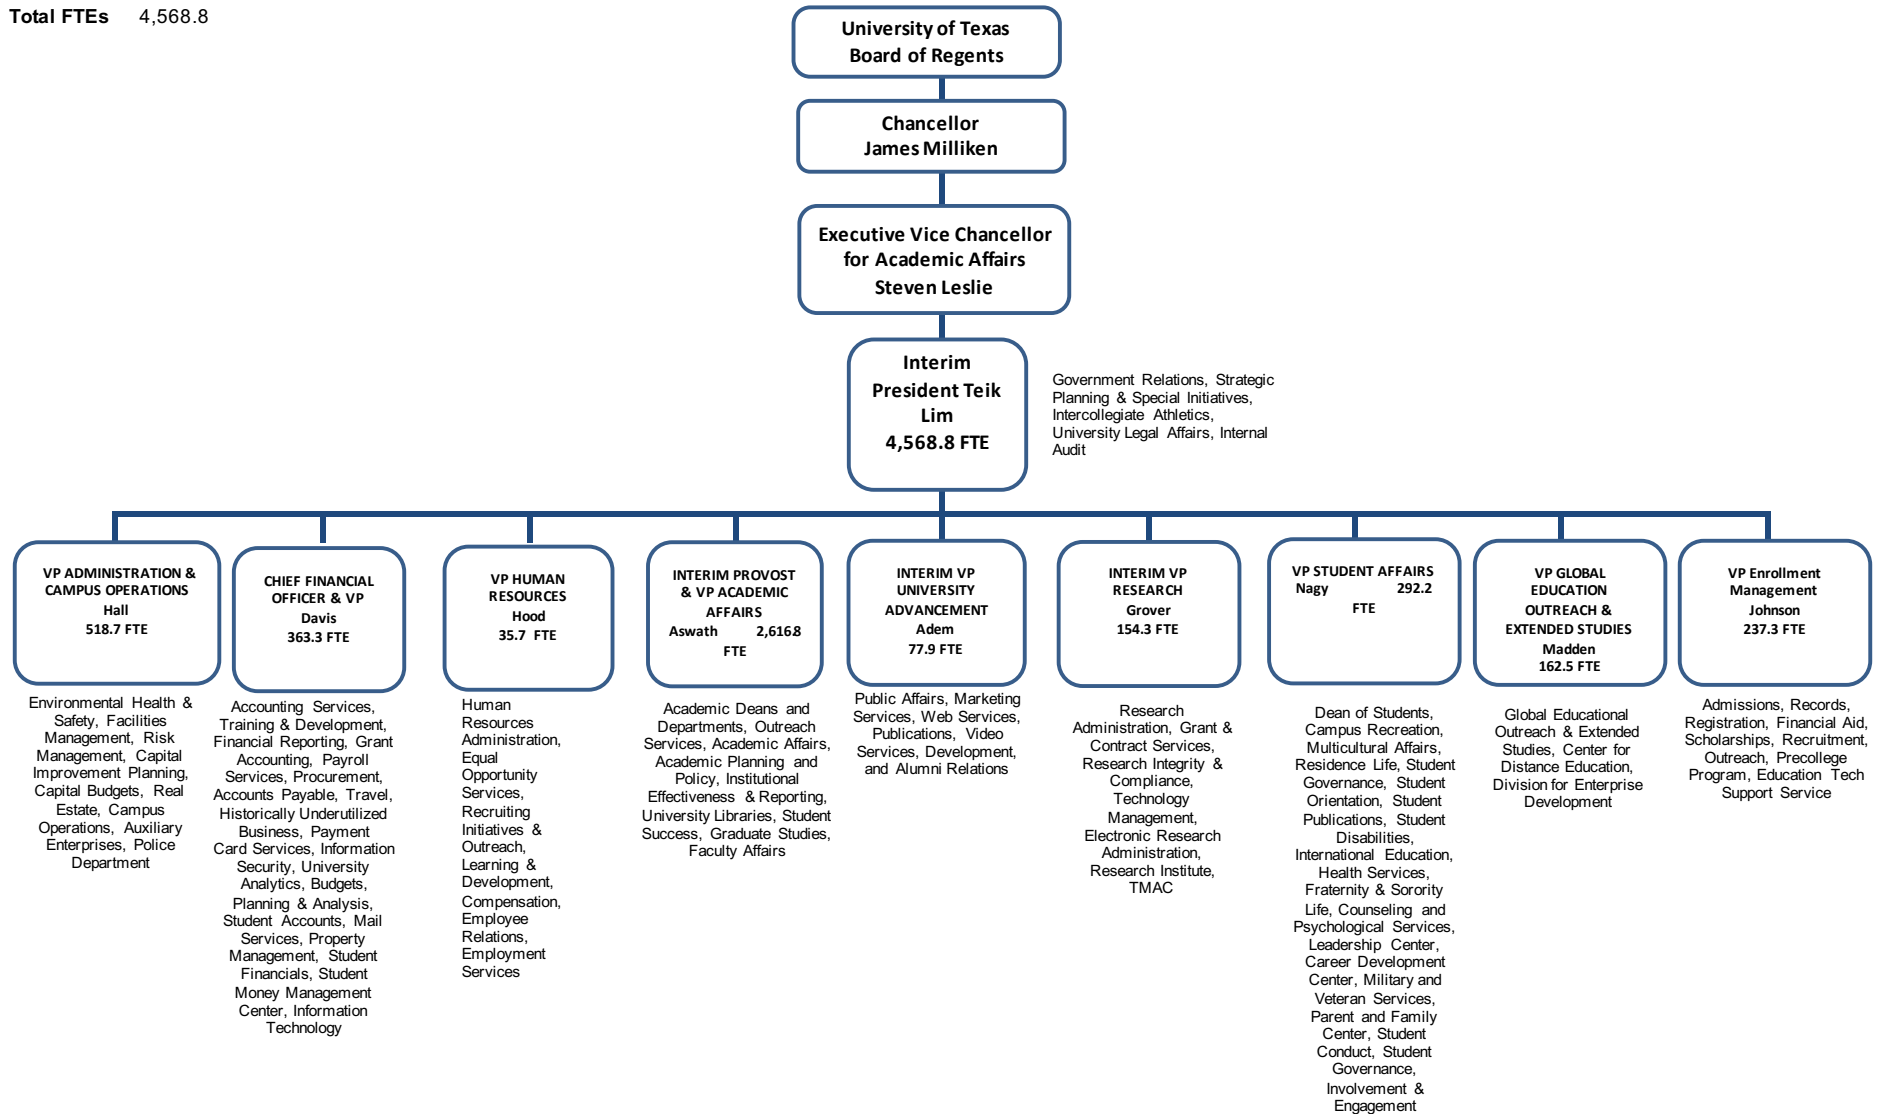 Total FTEs 4,568.8
University of Texas
Board of Regents
Chancellor
James Milliken
Executive Vice Chancellor
for Academic Affairs
Steven Leslie
Interim
President Teik
Lim
4,568.8 FTE
Government Relations, Strategic
Planning & Special Initiatives,
Intercollegiate Athletics,
University Legal Affairs, Internal
Audit
VP ADMINISTRATION &
CAMPUS OPERATIONS
Hall
518.7 FTE
Environmental Health &
Safety, Facilities
Management, Risk
Management, Capital
Improvement Planning,
Capital Budgets, Real
Estate, Campus
Operations, Auxiliary
Enterprises, Police
Department
CHIEF FINANCIAL
OFFICER & VP
Davis
363.3 FTE
Accounting Services,
Training & Development,
Financial Reporting, Grant
Accounting, Payroll
Services, Procurement,
Accounts Payable, Travel,
Historically Underutilized
Business, Payment
Card Services, Information
Security, University
Analytics, Budgets,
Planning & Analysis,
Student Accounts, Mail
Services, Property
Management, Student
Financials, Student
Money Management
Center, Information
Technology
VP HUMAN
RESOURCES
Hood
35.7 FTE
Human
Resources
Administration,
Equal
Opportunity
Services,
Recruiting
Initiatives &
Outreach,
Learning &
Development,
Compensation,
Employee
Relations,
Employment
Services
INTERIM PROVOST
& VP ACADEMIC
AFFAIRS
Aswath 2,616.8
FTE
Academic Deans and
Departments, Outreach
Services, Academic Affairs,
Academic Planning and
Policy, Institutional
Effectiveness & Reporting,
University Libraries, Student
Success, Graduate Studies,
Faculty Affairs
INTERIM VP
UNIVERSITY
ADVANCEMENT
Adem
77.9 FTE
Public Affairs, Marketing
Services, Web Services,
Publications, Video
Services, Development,
and Alumni Relations
INTERIM VP
RESEARCH
Grover
154.3 FTE
Research
Administration, Grant &
Contract Services,
Research Integrity &
Compliance,
Technology
Management,
Electronic Research
Administration,
Research Institute,
TMAC
VP STUDENT AFFAIRS
Nagy 292.2
FTE
Dean of Students,
Campus Recreation,
Multicultural Affairs,
Residence Life, Student
Governance, Student
Orientation, Student
Publications, Student
Disabilities,
International Education,
Health Services,
Fraternity & Sorority
Life, Counseling and
Psychological Services,
Leadership Center,
Career Development
Center, Military and
Veteran Services,
Parent and Family
Center, Student
Conduct, Student
Governance,
Involvement &
Engagement
VP GLOBAL
EDUCATION
OUTREACH &
EXTENDED STUDIES
Madden
162.5 FTE
Global Educational
Outreach & Extended
Studies, Center for
Distance Education,
Division for Enterprise
Development
VP Enrollment
Management
Johnson
237.3 FTE
Admissions, Records,
Registration, Financial Aid,
Scholarships, Recruitment,
Outreach, Precollege
Program, Education Tech
Support Service